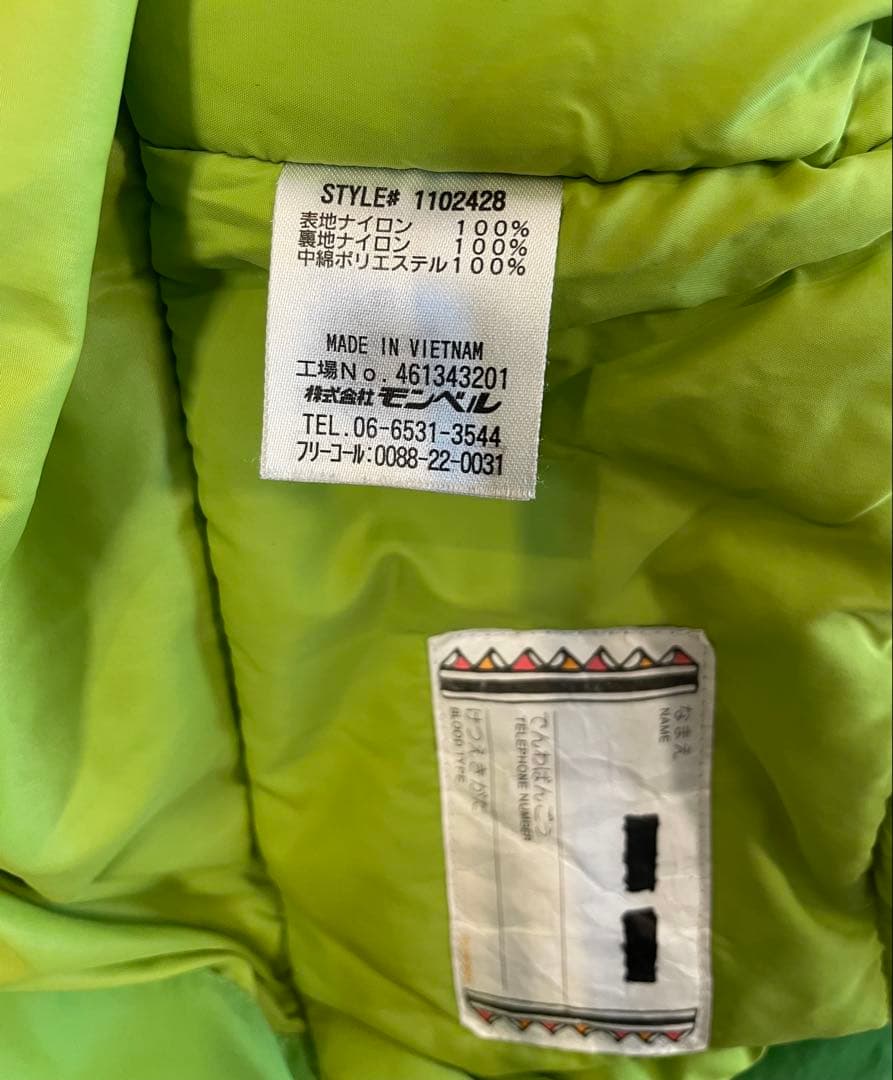 STYLE# 1102428
表地ナイロン 100%
裏地ナイロン 100%
中綿ポリエステル100%
MADE IN VIETNAM
工場No. 461343201
株式会社モンベル
TEL.06-6531-3544
フリーコール:0088-22-0031
なまえ
NAME
でんわばんごう
TELEPHONE NUMBER
けつえきがた
BLOOD TYPE